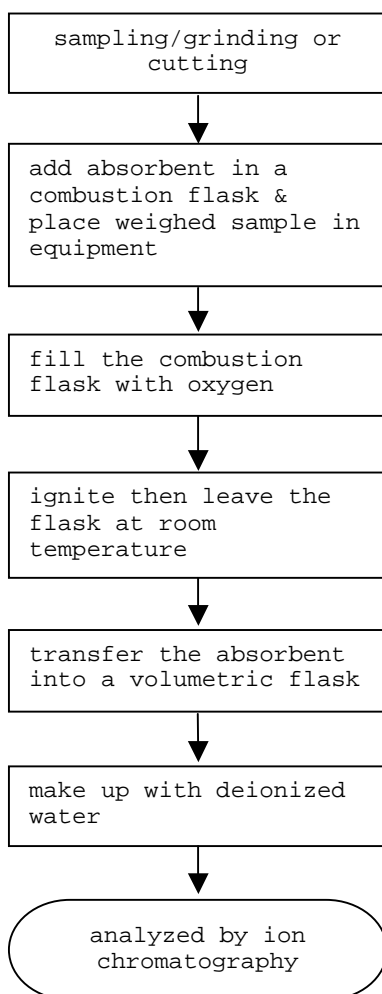 sampling/grinding or
cutting
add absorbent in a
combustion flask &
place weighed sample in
equipment
fill the combustion
flask with oxygen
ignite then leave the
flask at room
temperature
transfer the absorbent
into a volumetric flask
make up with deionized
water
analyzed by ion
chromatography